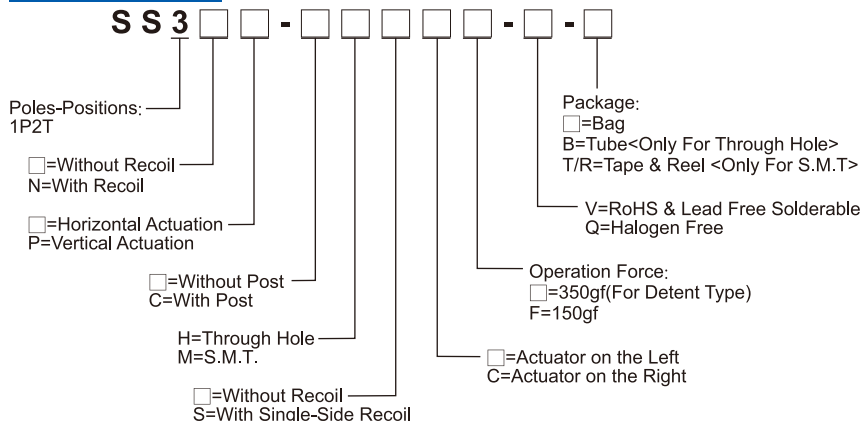 SS3□□-□□□□□-□-□
Poles-Positions:
1P2T
□=Without Recoil
N=With Recoil
□=Horizontal Actuation
P=Vertical Actuation
□=Without Post
C=With Post
H=Through Hole
M=S.M.T.
□=Without Recoil
S=With Single-Side Recoil
Package:
□=Bag
B=Tube<Only For Through Hole>
T/R=Tape & Reel <Only For S.M.T>
V=RoHS & Lead Free Solderable
Q=Halogen Free
Operation Force:
□=350gf(For Detent Type)
F=150gf
□=Actuator on the Left
C=Actuator on the Right